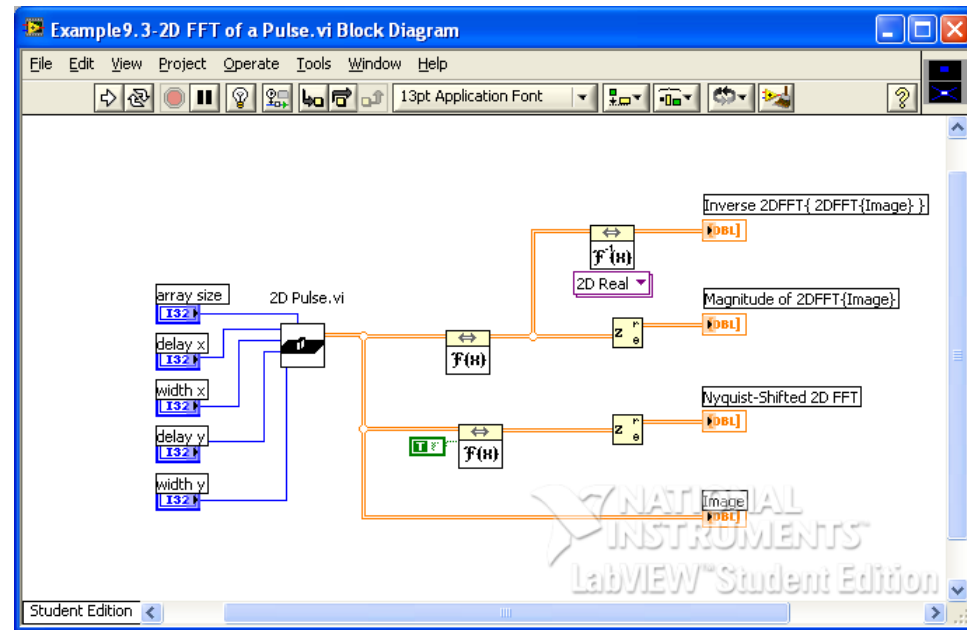 Example9.3-2D FFT of a Pulse.vi Block Diagram
File Edit View Project Operate Tools Window Help
13pt Application Font
Inverse 2DFFT{ 2DFFT{Image} }
DBL]
F⁻¹{x}
2D Real
array size
2D Pulse.vi
Magnitude of 2DFFT{Image}
I32
DBL]
z r
θ
delay x
I32
F{x}
width x
I32
Nyquist-Shifted 2D FFT
DBL]
z r
θ
delay y
I32
T F
F{x}
width y
I32
Image
DBL]
NATIONAL
INSTRUMENTS™
LabVIEW™ Student Edition
Student Edition